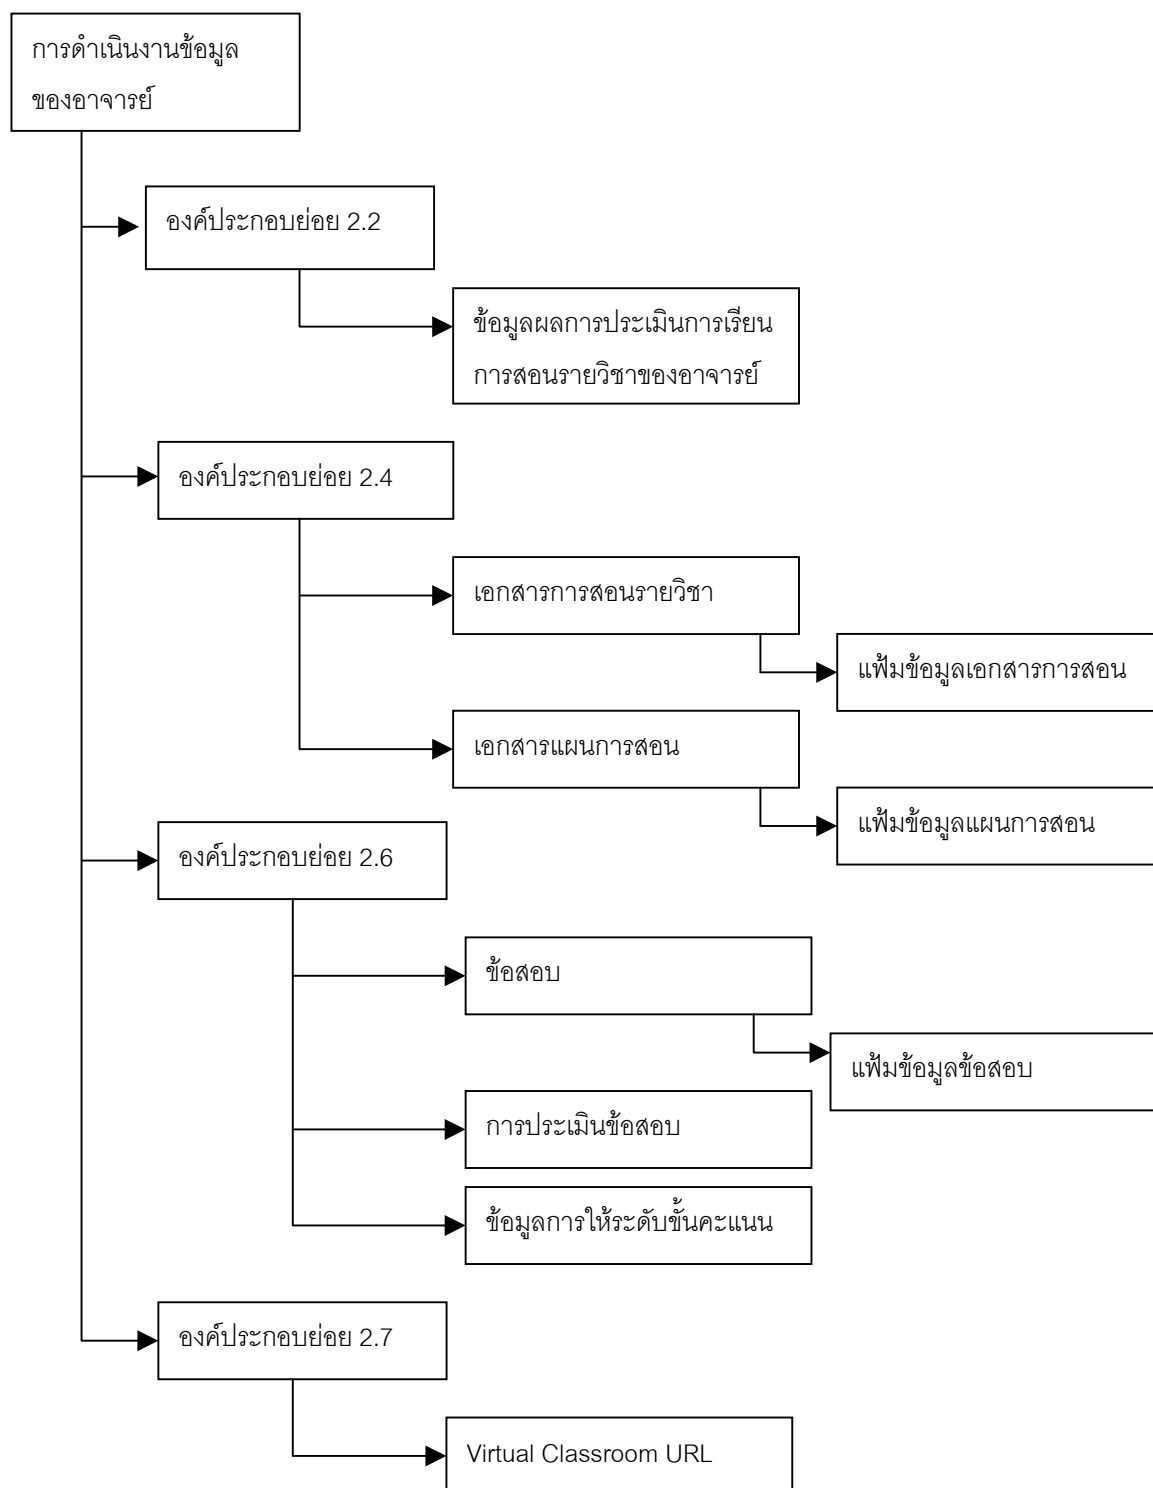 การดำเนินงานข้อมูล
ของอาจารย์
องค์ประกอบย่อย 2.2
ข้อมูลผลการประเมินการเรียน
การสอนรายวิชาของอาจารย์
องค์ประกอบย่อย 2.4
เอกสารการสอนรายวิชา
แฟ้มข้อมูลเอกสารการสอน
เอกสารแผนการสอน
แฟ้มข้อมูลแผนการสอน
องค์ประกอบย่อย 2.6
ข้อสอบ
แฟ้มข้อมูลข้อสอบ
การประเมินข้อสอบ
ข้อมูลการให้ระดับขั้นคะแนน
องค์ประกอบย่อย 2.7
Virtual Classroom URL